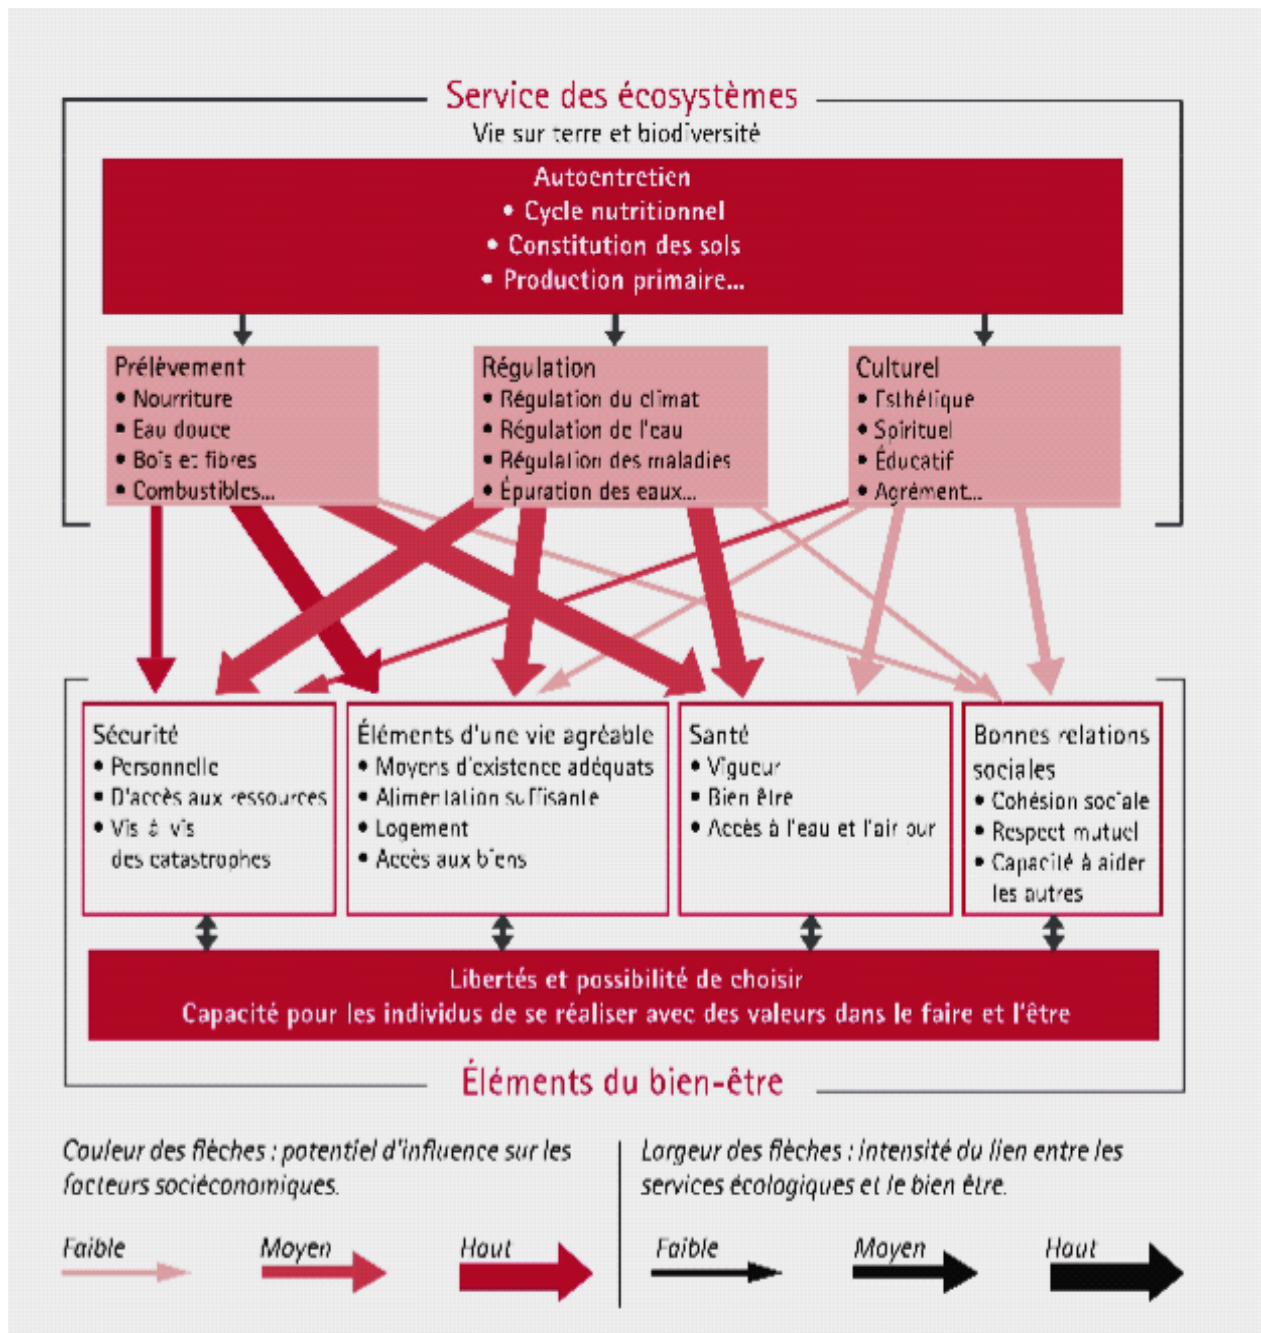 Service des écosystèmes
Vie sur terre et biodiversité
Autoentretien
• Cycle nutritionnel
• Constitution des sols
• Production primaire...
Prélèvement
• Nourriture
• Eau douce
• Bois et fibres
• Combustibles...
Régulation
• Régulation du climat
• Régulation de l'eau
• Régulation des maladies
• Épuration des eaux...
Culturel
• Esthétique
• Spirituel
• Éducatif
• Agrément...
Sécurité
• Personnelle
• D'accès aux ressources
• Vis à vis
des catastrophes
Éléments d'une vie agréable
• Moyens d'existence adéquats
• Alimentation suffisante
• Logement
• Accès aux biens
Santé
• Vigueur
• Bien être
• Accès à l'eau et l'air pur
Bonnes relations
sociales
• Cohésion sociale
• Respect mutuel
• Capacité à aider
les autres
Libertés et possibilité de choisir
Capacité pour les individus de se réaliser avec des valeurs dans le faire et l'être
Éléments du bien-être
Couleur des flèches : potentiel d'influence sur les
facteurs socioéconomiques.
Faible Moyen Haut
Largeur des flèches : intensité du lien entre les
services écologiques et le bien être.
Faible Moyen Haut